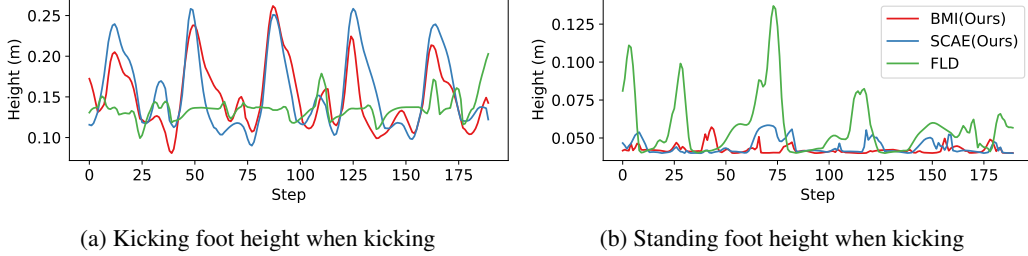 Height (m)
0.25
0.20
0.15
0.10
0 25 50 75 100 125 150 175
Step
(a) Kicking foot height when kicking
Height (m)
0.125
0.100
0.075
0.050
0 25 50 75 100 125 150 175
Step
BMI(Ours)
SCAE(Ours)
FLD
(b) Standing foot height when kicking